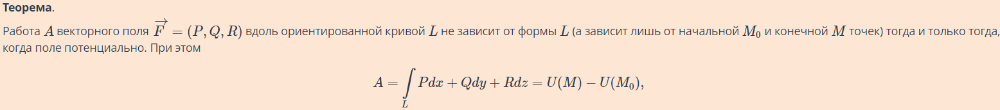 Теорема.
Работа A векторного поля $\overrightarrow{F} = (P, Q, R)$ вдоль ориентированной кривой L не зависит от формы L (а зависит лишь от начальной $M_0$ и конечной M точек) тогда и только тогда,
когда поле потенциально. При этом
$A = \int\limits_L Pdx + Qdy + Rdz = U(M) - U(M_0),$